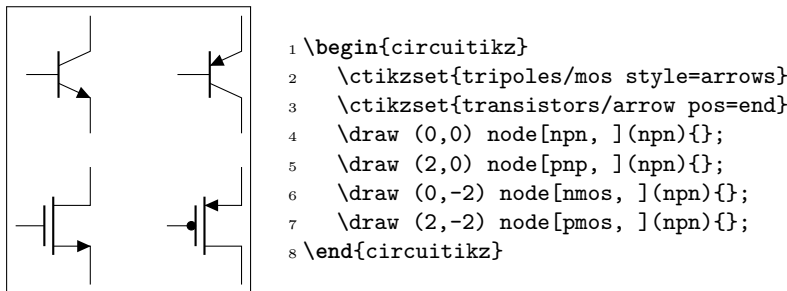 1 \begin{circuitikz}
2 \ctikzset{tripoles/mos style=arrows}
3 \ctikzset{transistors/arrow pos=end}
4 \draw (0,0) node[npn, ](npn){};
5 \draw (2,0) node[pnp, ](npn){};
6 \draw (0,-2) node[nmos, ](npn){};
7 \draw (2,-2) node[pmos, ](npn){};
8 \end{circuitikz}